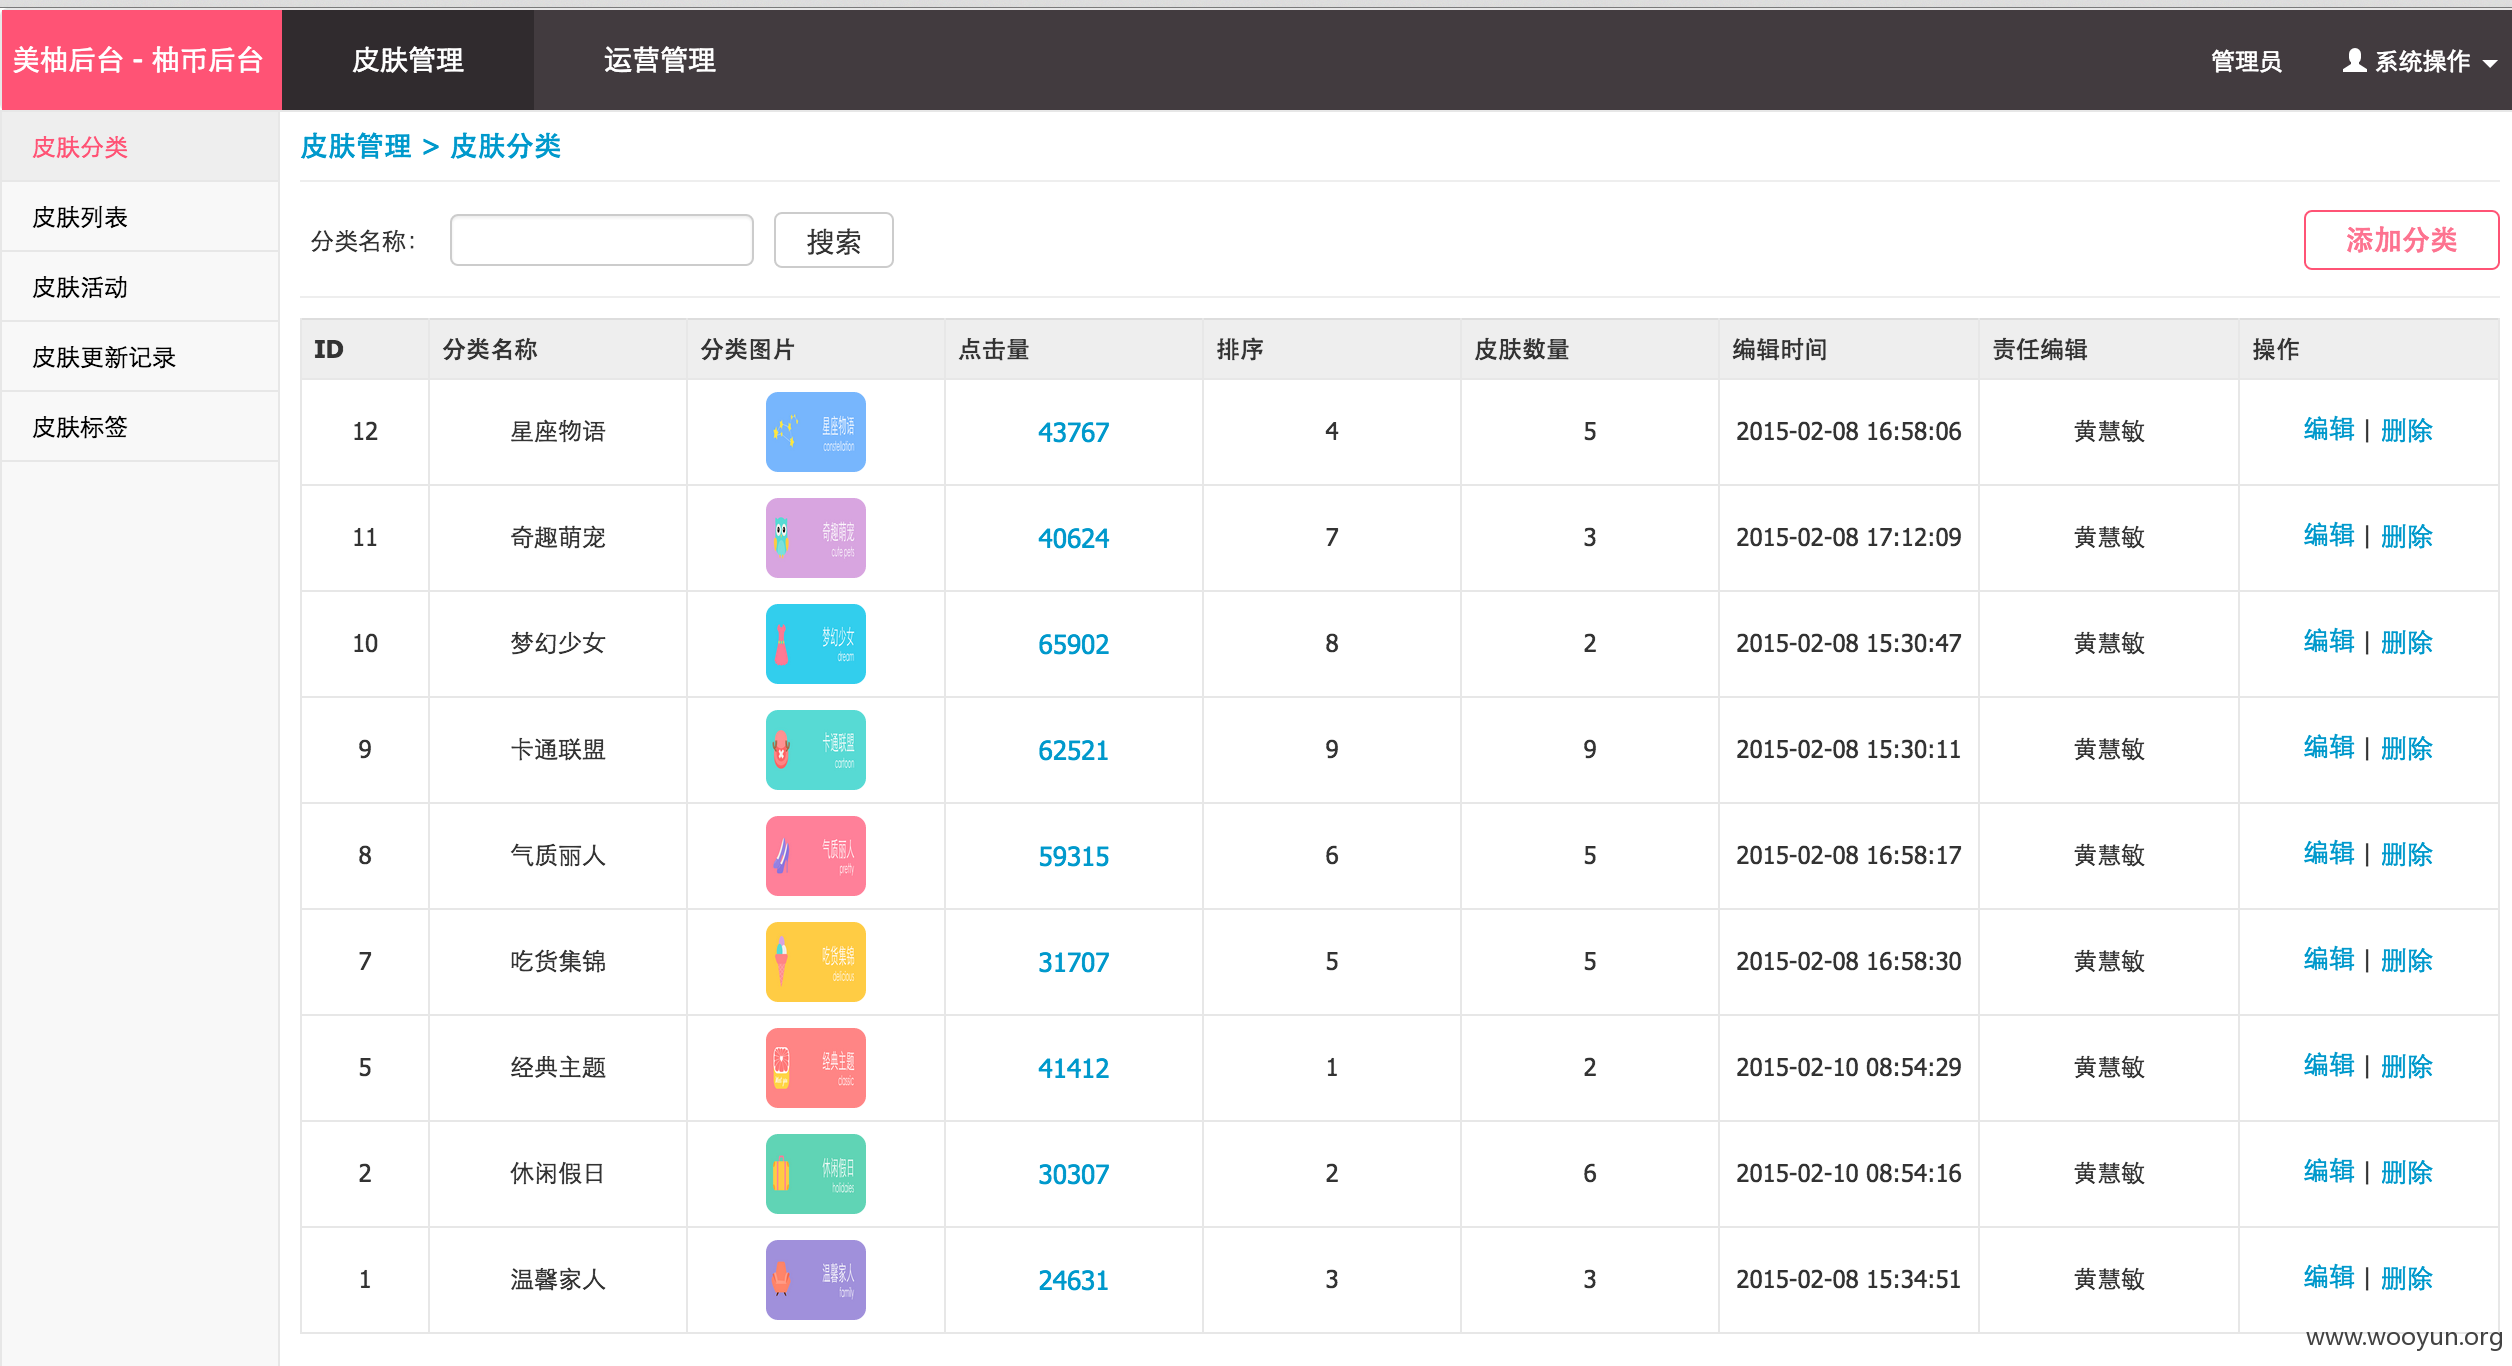 美柚后台 - 柚币后台 皮肤管理 运营管理 管理员 系统操作
皮肤分类
皮肤列表
皮肤活动
皮肤更新记录
皮肤标签
皮肤管理 > 皮肤分类
分类名称: 搜索 添加分类
ID 分类名称 分类图片 点击量 排序 皮肤数量 编辑时间 责任编辑 操作
12 星座物语 星座物语 constellation 43767 4 5 2015-02-08 16:58:06 黄慧敏 编辑 | 删除
11 奇趣萌宠 奇趣萌宠 cute pets 40624 7 3 2015-02-08 17:12:09 黄慧敏 编辑 | 删除
10 梦幻少女 梦幻少女 dream 65902 8 2 2015-02-08 15:30:47 黄慧敏 编辑 | 删除
9 卡通联盟 卡通联盟 cartoon 62521 9 9 2015-02-08 15:30:11 黄慧敏 编辑 | 删除
8 气质丽人 气质丽人 pretty 59315 6 5 2015-02-08 16:58:17 黄慧敏 编辑 | 删除
7 吃货集锦 吃货集锦 delicious 31707 5 5 2015-02-08 16:58:30 黄慧敏 编辑 | 删除
5 经典主题 经典主题 classic 41412 1 2 2015-02-10 08:54:29 黄慧敏 编辑 | 删除
2 休闲假日 休闲假日 30307 2 6 2015-02-10 08:54:16 黄慧敏 编辑 | 删除
1 温馨家人 温馨家人 family 24631 3 3 2015-02-08 15:34:51 黄慧敏 编辑 | 删除
www.wooyun.org